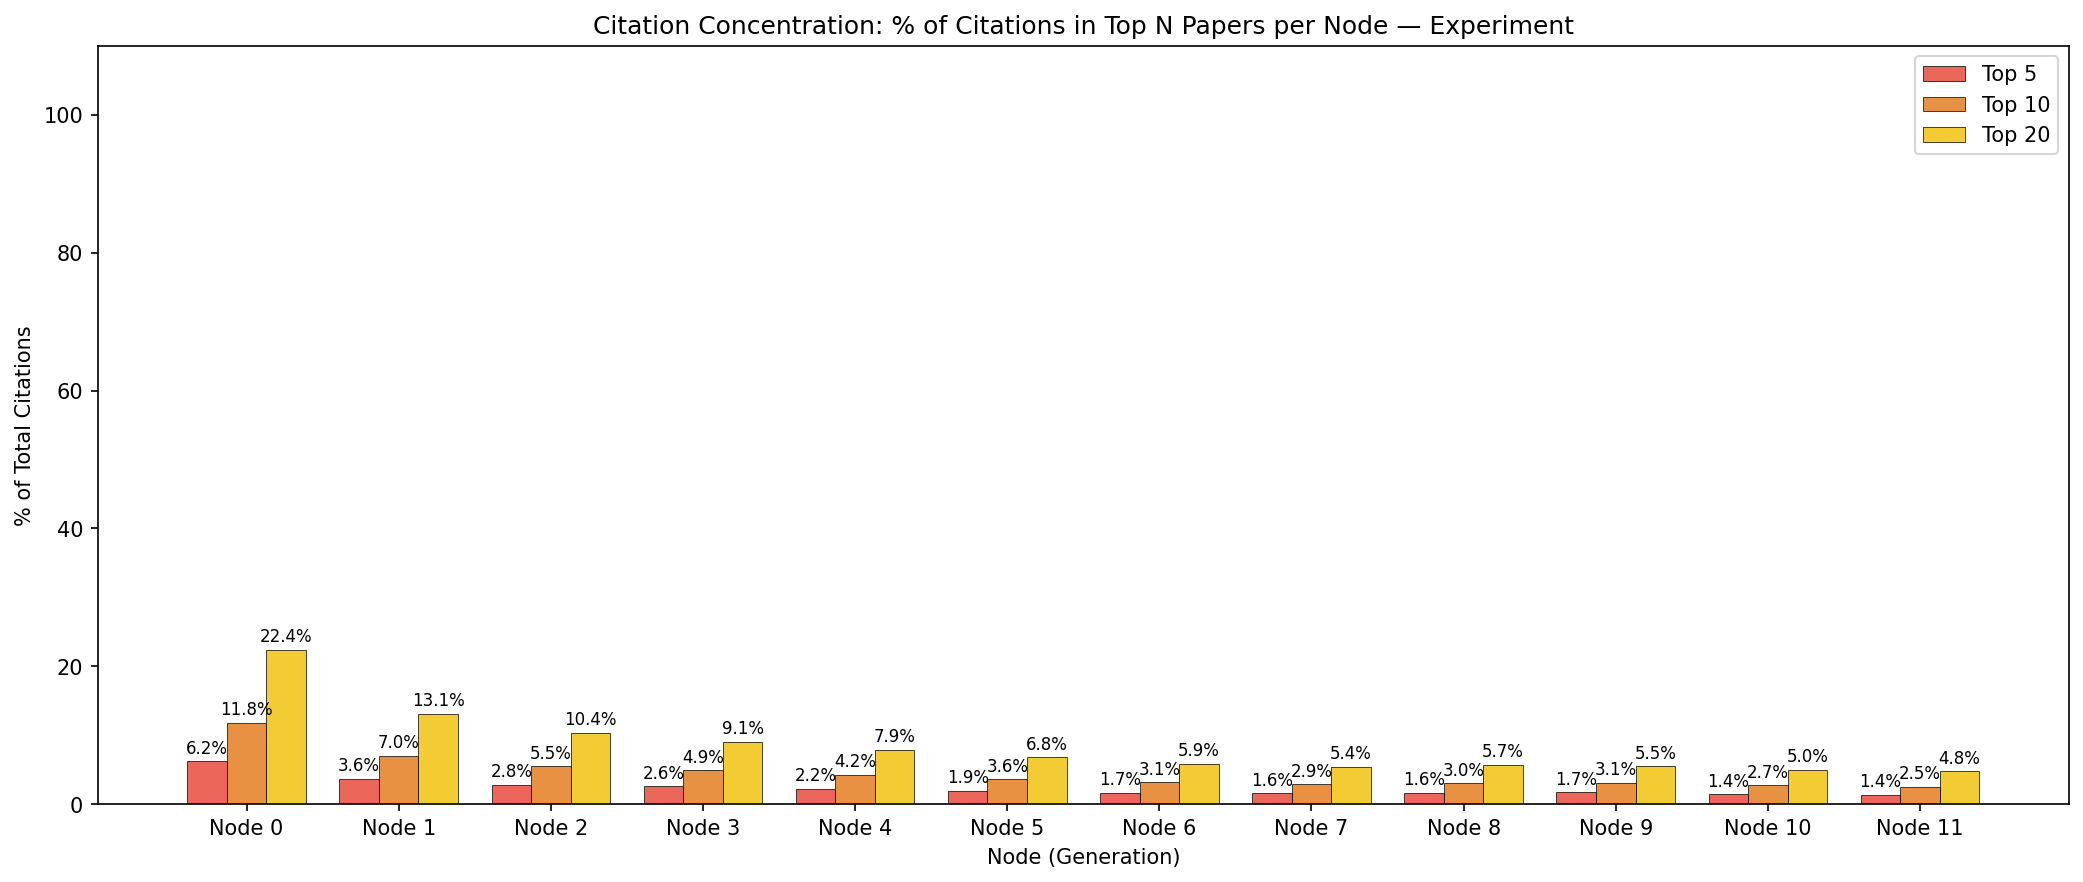 Citation Concentration: % of Citations in Top N Papers per Node — Experiment
Top 5
Top 10
Top 20
% of Total Citations
100
80
60
40
20
0
6.2%
11.8%
22.4%
3.6%
7.0%
13.1%
2.8%
5.5%
10.4%
2.6%
4.9%
9.1%
2.2%
4.2%
7.9%
1.9%
3.6%
6.8%
1.7%
3.1%
5.9%
1.6%
2.9%
5.4%
1.6%
3.0%
5.7%
1.7%
3.1%
5.5%
1.4%
2.7%
5.0%
1.4%
2.5%
4.8%
Node 0
Node 1
Node 2
Node 3
Node 4
Node 5
Node 6
Node 7
Node 8
Node 9
Node 10
Node 11
Node (Generation)